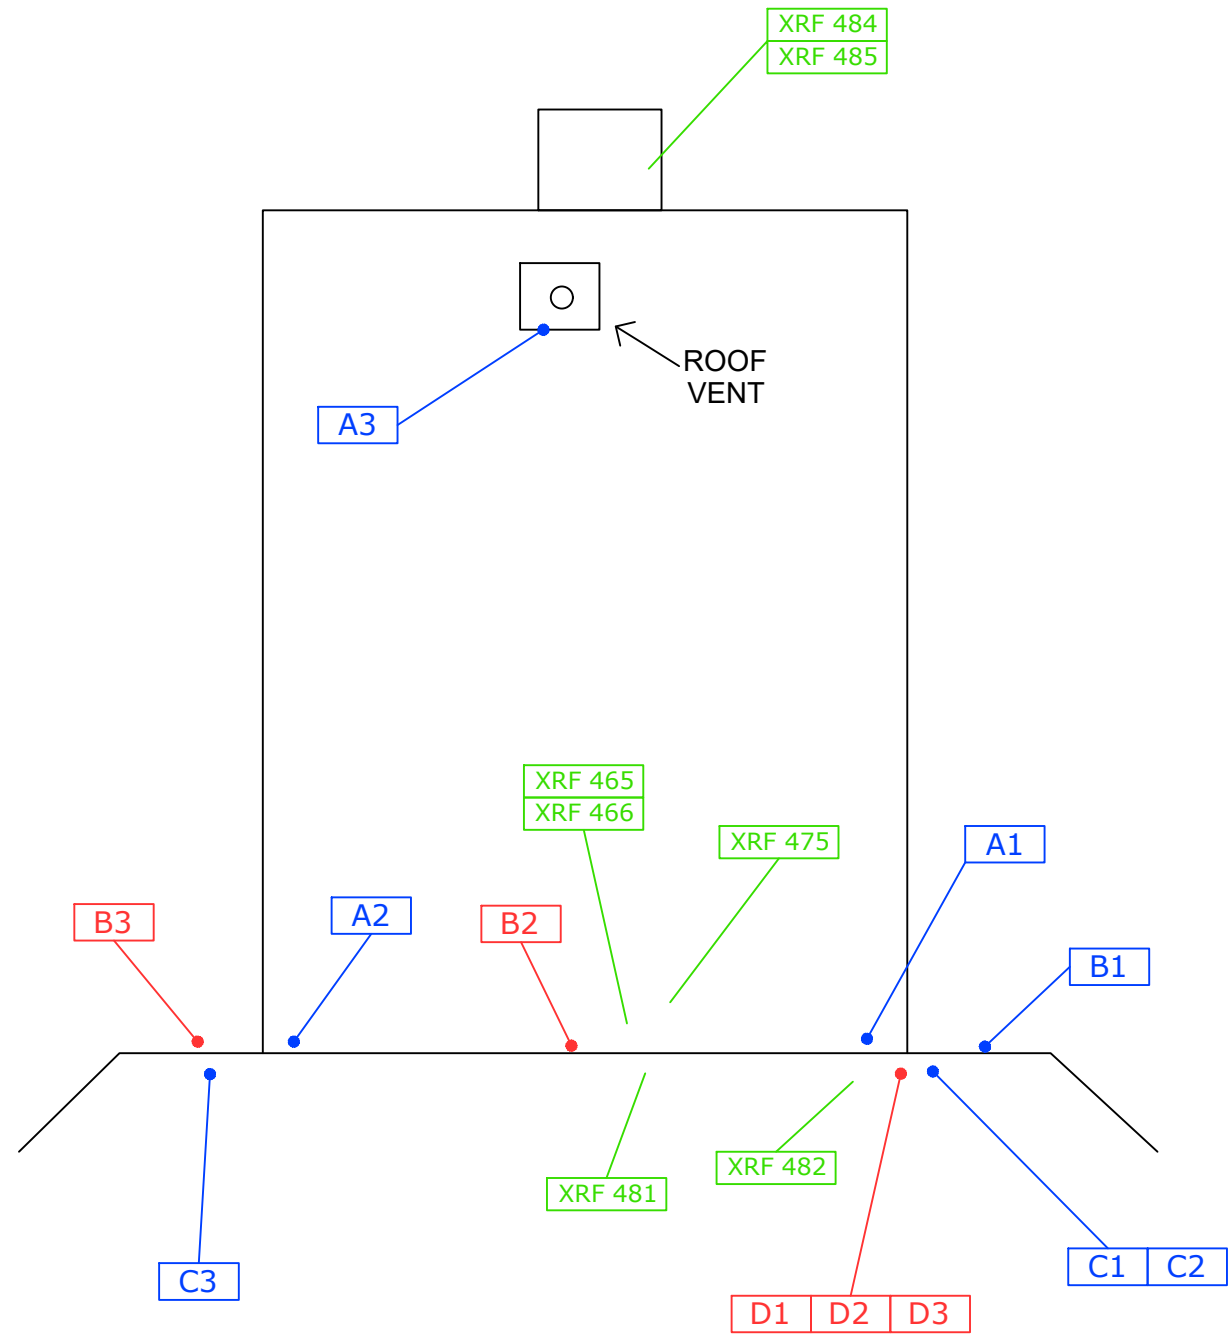 XRF 484
XRF 485
ROOF
VENT
A3
XRF 465
XRF 466
XRF 475
A1
B3
A2
B2
B1
XRF 481
XRF 482
C3
C1 C2
D1 D2 D3